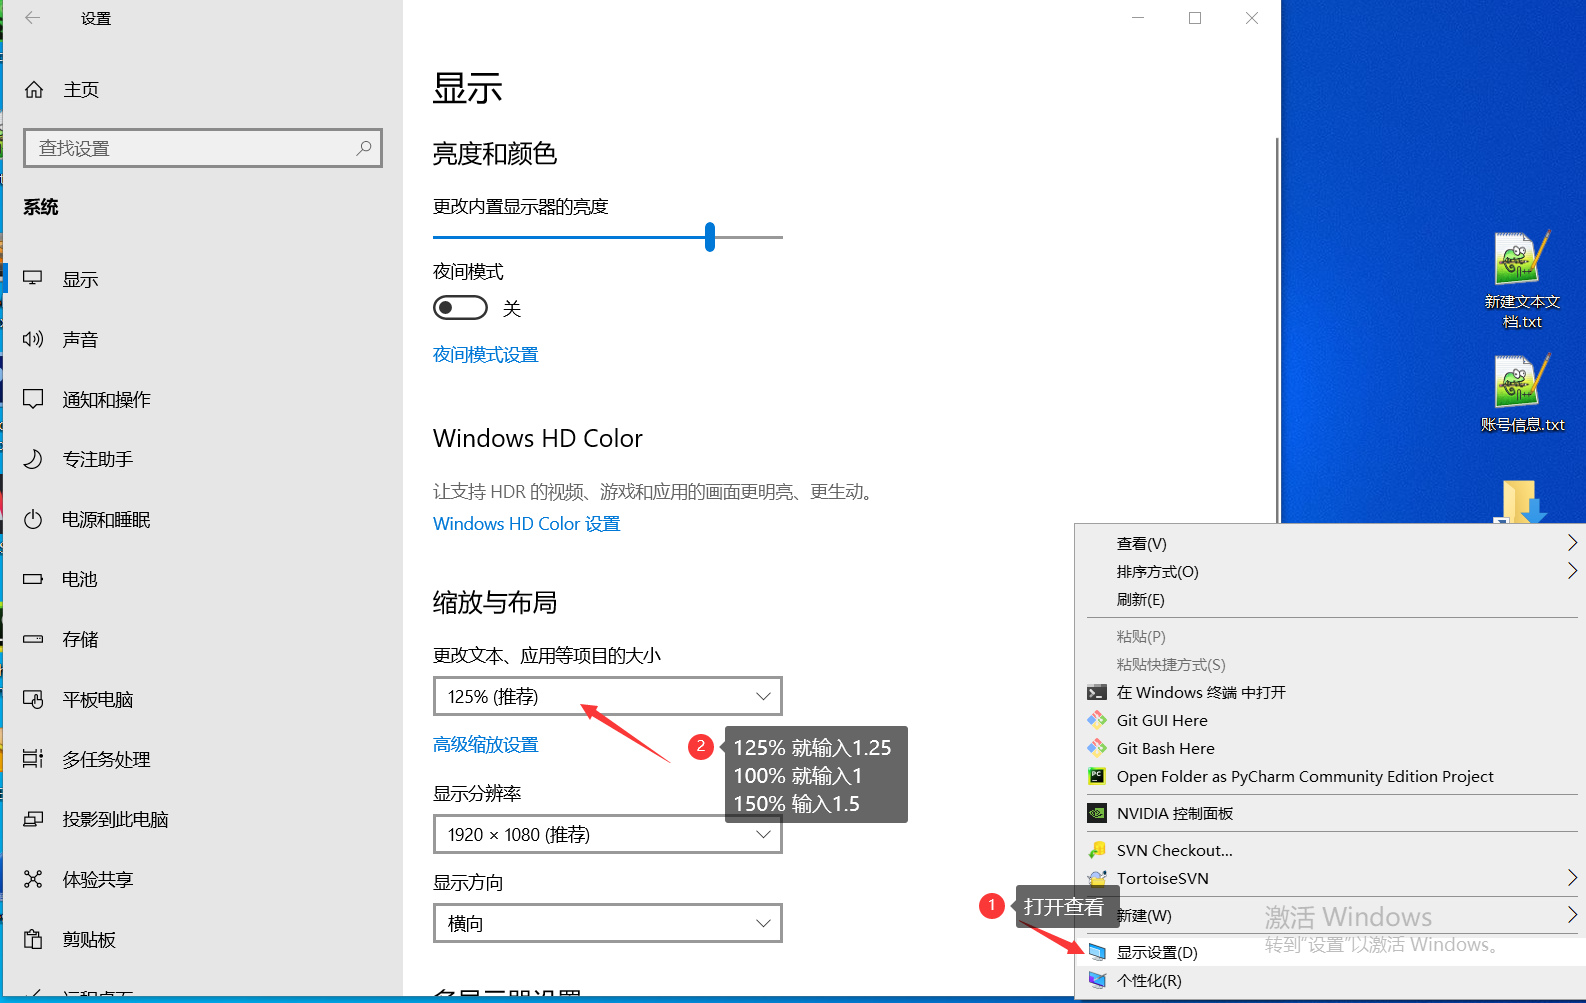 设置
主页
查找设置
系统
显示
声音
通知和操作
专注助手
电源和睡眠
电池
存储
平板电脑
多任务处理
投影到此电脑
体验共享
剪贴板
远程桌面
显示
亮度和颜色
更改内置显示器的亮度
夜间模式
关
夜间模式设置
Windows HD Color
让支持 HDR 的视频、游戏和应用的画面更明亮、更生动。
Windows HD Color 设置
缩放与布局
更改文本、应用等项目的大小
125% (推荐)
高级缩放设置
2
125% 就输入1.25
100% 就输入1
150% 输入1.5
显示分辨率
1920 × 1080 (推荐)
显示方向
横向
多显示器设置
新建文本文
档.txt
账号信息.txt
查看(V)
排序方式(O)
刷新(E)
粘贴(P)
粘贴快捷方式(S)
在 Windows 终端 中打开
Git GUI Here
Git Bash Here
Open Folder as PyCharm Community Edition Project
NVIDIA 控制面板
SVN Checkout...
TortoiseSVN
1
打开查看
新建(W)
显示设置(D)
个性化(R)
激活 Windows
转到"设置"以激活 Windows。